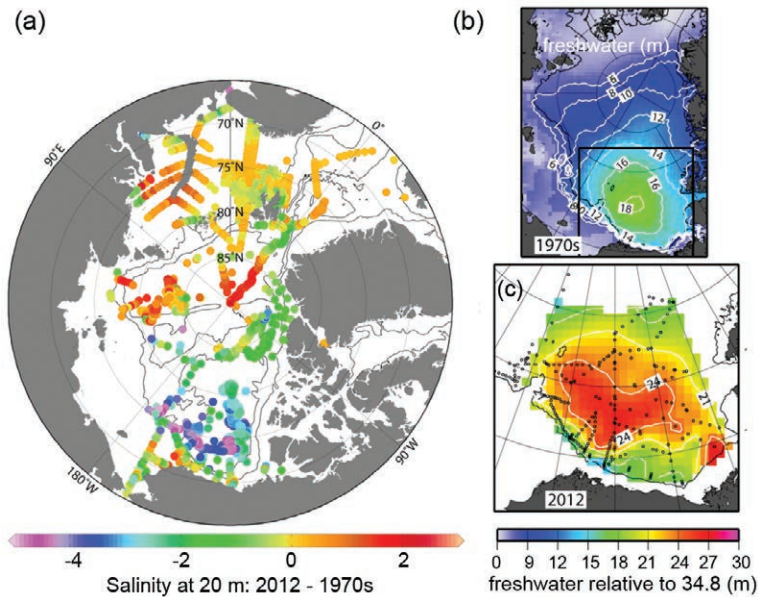 (a)
70°N
0°
90°E
75°N
80°N
85°N
180°W
90°W
-4 -2 0 2
Salinity at 20 m: 2012 - 1970s
(b)
freshwater (m)
6
8
10
12
14
16
16
18
6
12
14
1970s
(c)
24
21
24
2012
0 3 6 9 12 15 18 21 24 27 30
freshwater relative to 34.8 (m)